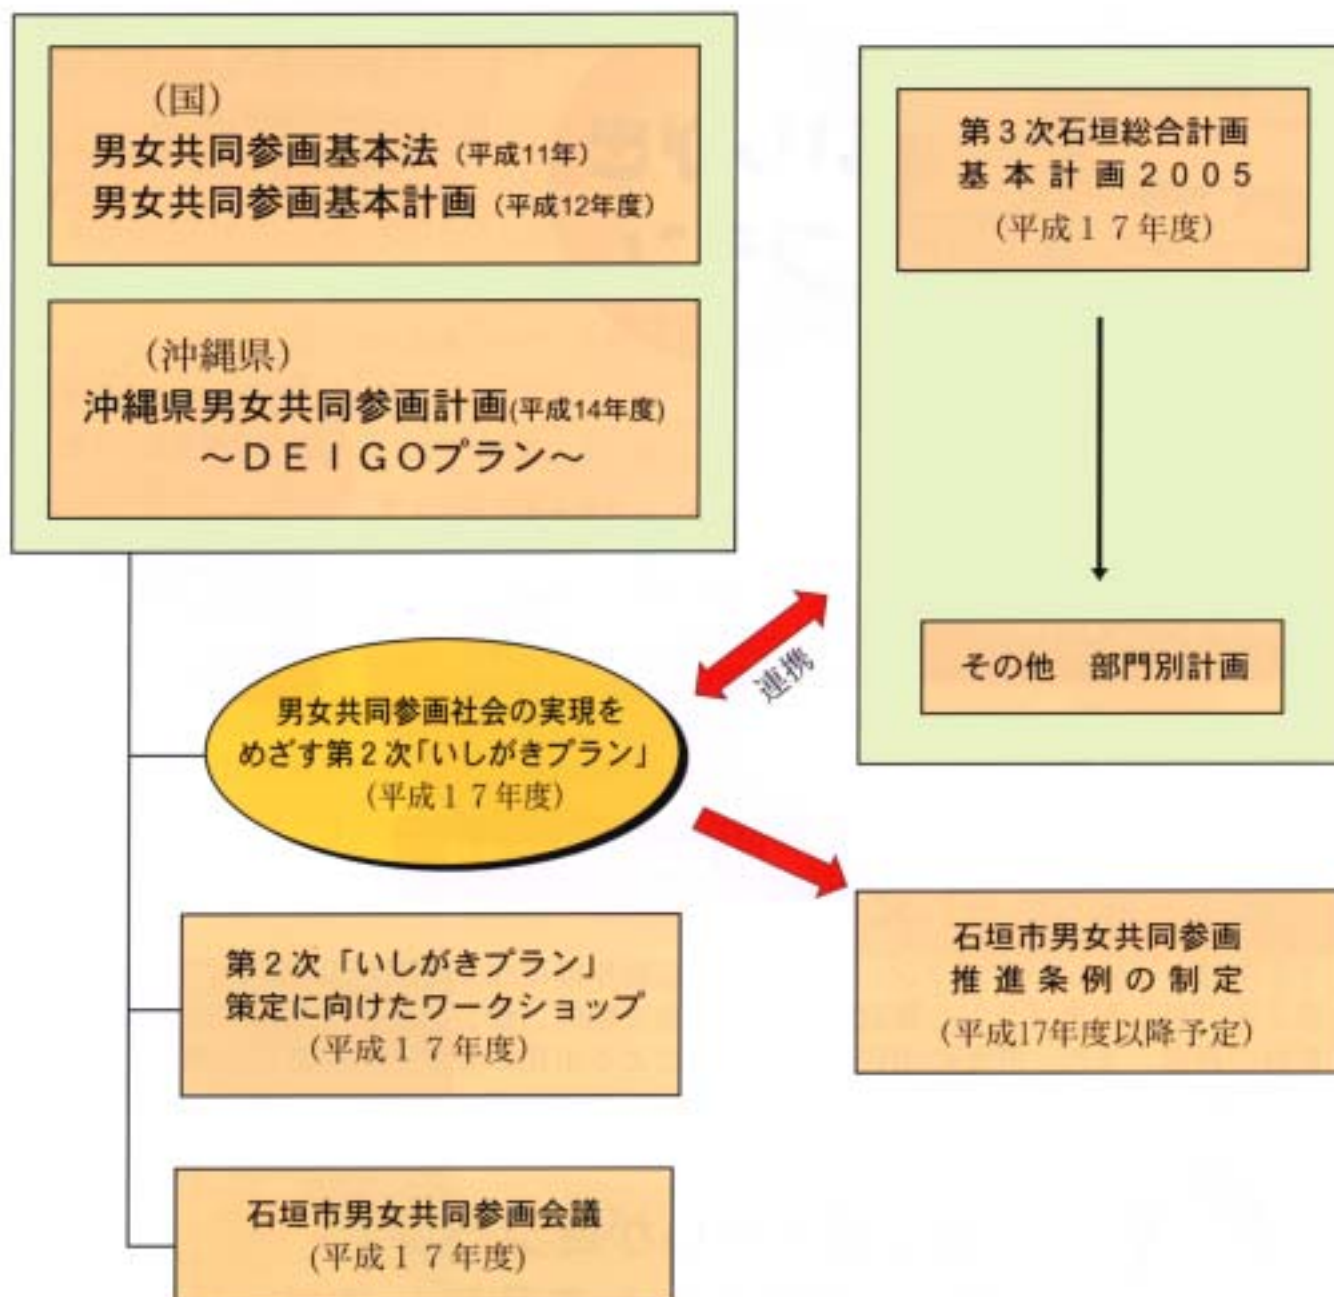 （国）
男女共同参画基本法（平成11年）
男女共同参画基本計画（平成12年度）
（沖縄県）
沖縄県男女共同参画計画(平成14年度)
～ＤＥＩＧＯプラン～
第３次石垣総合計画
基本計画２００５
（平成１７年度）
その他　部門別計画
連携
男女共同参画社会の実現を
めざす第２次「いしがきプラン」
（平成１７年度）
第２次「いしがきプラン」
策定に向けたワークショップ
（平成１７年度）
石垣市男女共同参画
推進条例の制定
（平成17年度以降予定）
石垣市男女共同参画会議
（平成１７年度）